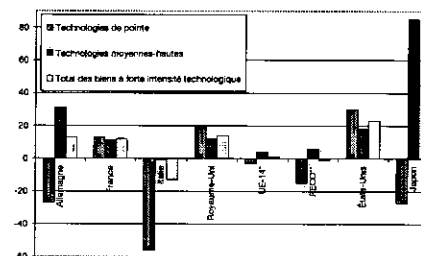 80
60
40
20
0
-20
-40
-60
Technologies de pointe
Technologies moyennes-hautes
Total des biens à forte intensité technologique
Allemagne
France
Italie
Royaume-Uni
UE-14*
PECO**
États-Unis
Japon